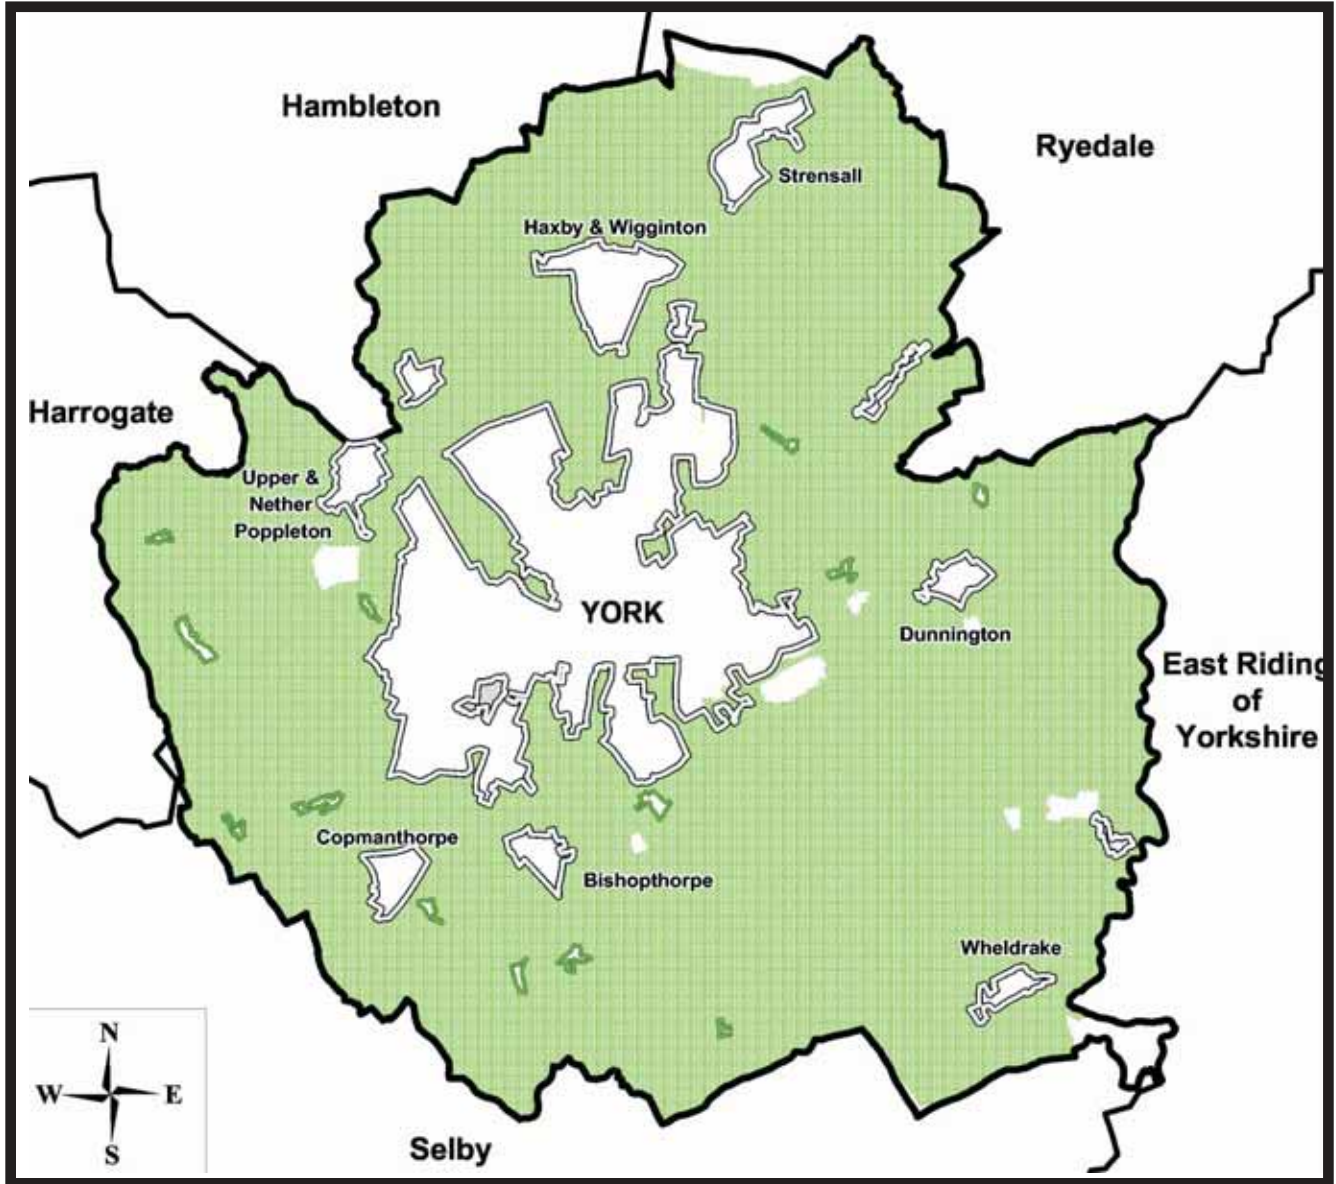 Hambleton
Ryedale
Strensall
Haxby & Wigginton
Harrogate
Upper &
Nether
Poppleton
YORK
Dunnington
East Riding
of
Yorkshire
Copmanthorpe
Bishopthorpe
Wheldrake
N
W E
S
Selby